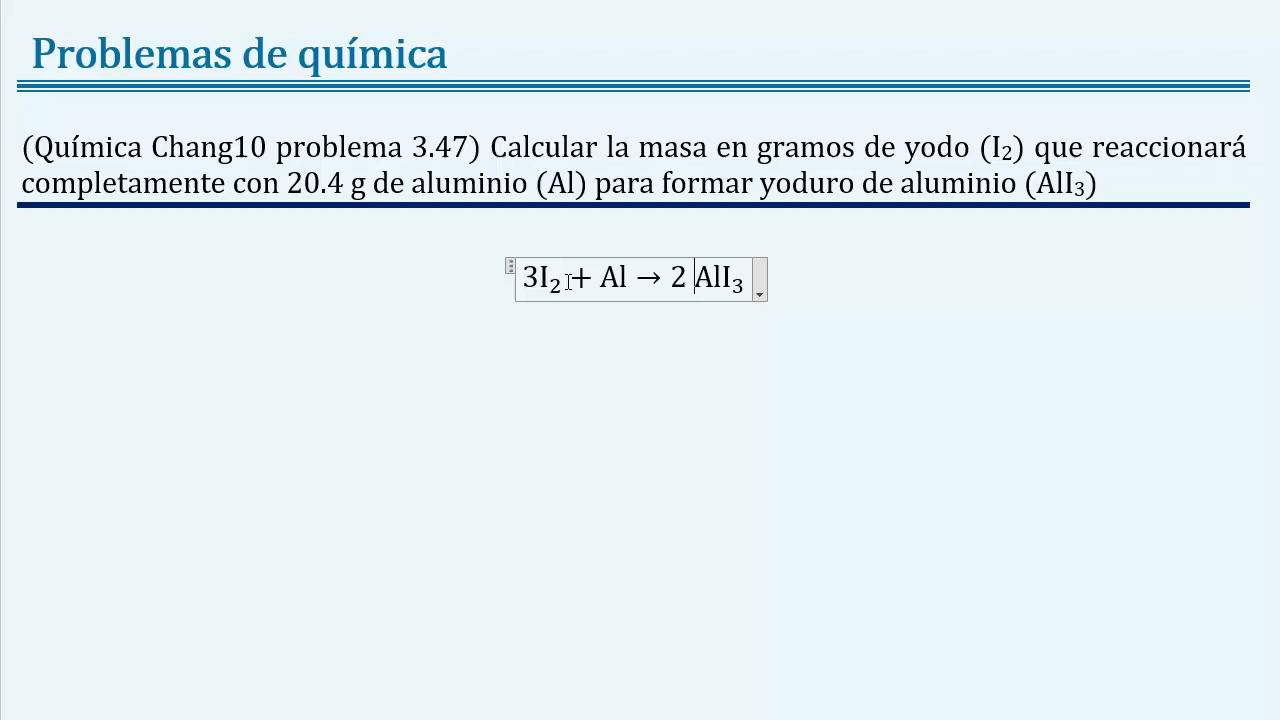 Problemas de química
(Química Chang10 problema 3.47) Calcular la masa en gramos de yodo (I₂) que reaccionará
completamente con 20.4 g de aluminio (Al) para formar yoduro de aluminio (AlI₃)
3I₂ + Al → 2 AlI₃